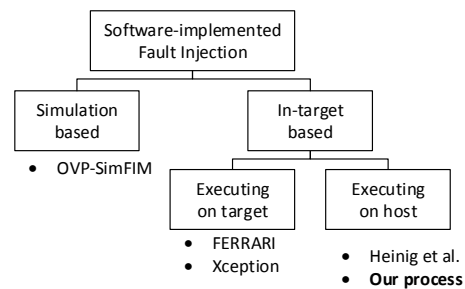 Software-implemented
Fault Injection
Simulation
based
In-target
based
• OVP-SimFIM
Executing
on target
Executing
on host
• FERRARI
• Xception
• Heinig et al.
• Our process